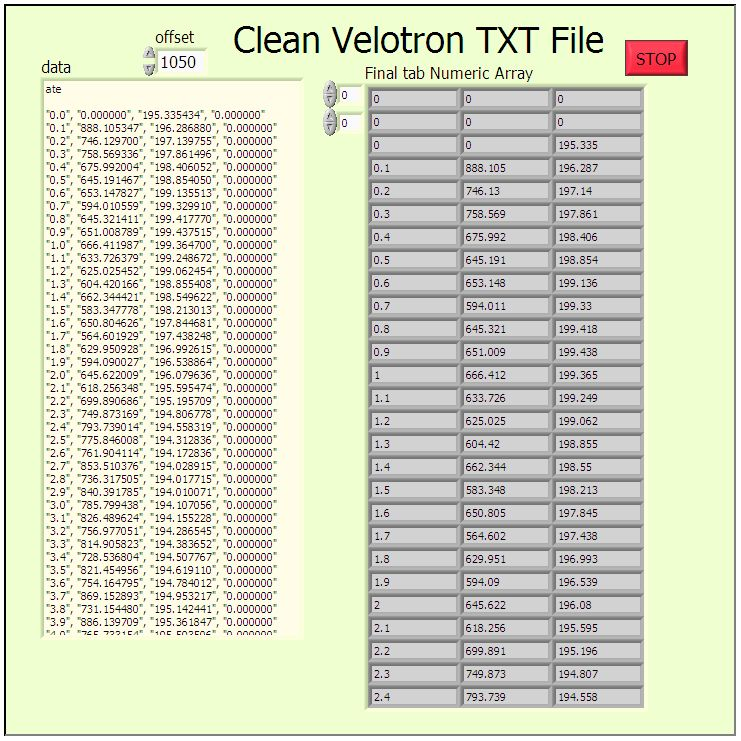 Clean Velotron TXT File
STOP
offset
1050
data
ate
"0.0", "0.000000", "195.335434", "0.000000"
"0.1", "888.105347", "196.286880", "0.000000"
"0.2", "746.129700", "197.139755", "0.000000"
"0.3", "758.569336", "197.861496", "0.000000"
"0.4", "675.992004", "198.406052", "0.000000"
"0.5", "645.191467", "198.854050", "0.000000"
"0.6", "653.147827", "199.135513", "0.000000"
"0.7", "594.010559", "199.329910", "0.000000"
"0.8", "645.321411", "199.417770", "0.000000"
"0.9", "651.008789", "199.437515", "0.000000"
"1.0", "666.411987", "199.364700", "0.000000"
"1.1", "633.726379", "199.248672", "0.000000"
"1.2", "625.025452", "199.062454", "0.000000"
"1.3", "604.420166", "198.855408", "0.000000"
"1.4", "662.344421", "198.549622", "0.000000"
"1.5", "583.347778", "198.213013", "0.000000"
"1.6", "650.804626", "197.844681", "0.000000"
"1.7", "564.601929", "197.438248", "0.000000"
"1.8", "629.950928", "196.992615", "0.000000"
"1.9", "594.090027", "196.538864", "0.000000"
"2.0", "645.622009", "196.079636", "0.000000"
"2.1", "618.256348", "195.595474", "0.000000"
"2.2", "699.890686", "195.195709", "0.000000"
"2.3", "749.873169", "194.806778", "0.000000"
"2.4", "793.739014", "194.558319", "0.000000"
"2.5", "775.846008", "194.312836", "0.000000"
"2.6", "761.904114", "194.172836", "0.000000"
"2.7", "853.510376", "194.028915", "0.000000"
"2.8", "736.317505", "194.017715", "0.000000"
"2.9", "840.391785", "194.010071", "0.000000"
"3.0", "785.799438", "194.107056", "0.000000"
"3.1", "826.489624", "194.155228", "0.000000"
"3.2", "756.977051", "194.286545", "0.000000"
"3.3", "814.905823", "194.383652", "0.000000"
"3.4", "728.536804", "194.507767", "0.000000"
"3.5", "821.454956", "194.619110", "0.000000"
"3.6", "754.164795", "194.784012", "0.000000"
"3.7", "869.152893", "194.953217", "0.000000"
"3.8", "731.154480", "195.142441", "0.000000"
"3.9", "886.139709", "195.361847", "0.000000"
Final tab Numeric Array
0
0
0 0 0
0 0 0
0 0 195.335
0.1 888.105 196.287
0.2 746.13 197.14
0.3 758.569 197.861
0.4 675.992 198.406
0.5 645.191 198.854
0.6 653.148 199.136
0.7 594.011 199.33
0.8 645.321 199.418
0.9 651.009 199.438
1 666.412 199.365
1.1 633.726 199.249
1.2 625.025 199.062
1.3 604.42 198.855
1.4 662.344 198.55
1.5 583.348 198.213
1.6 650.805 197.845
1.7 564.602 197.438
1.8 629.951 196.993
1.9 594.09 196.539
2 645.622 196.08
2.1 618.256 195.595
2.2 699.891 195.196
2.3 749.873 194.807
2.4 793.739 194.558